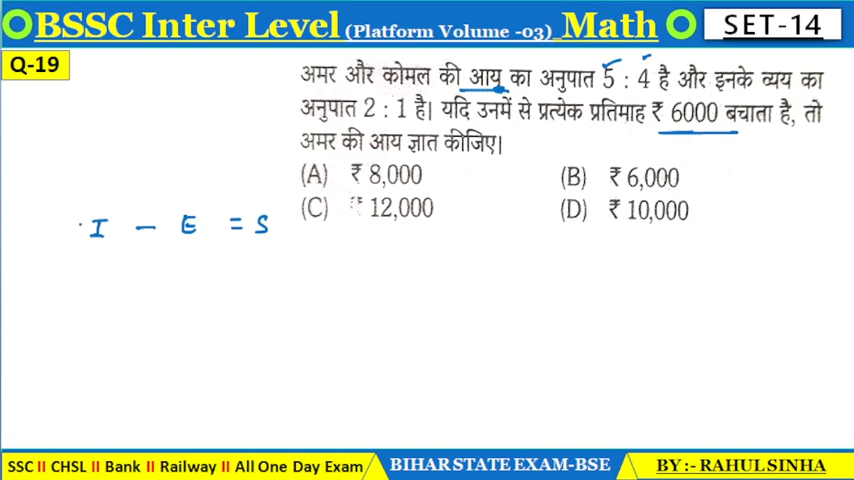 BSSC Inter Level (Platform Volume -03) Math
SET-14
Q-19
अमर और कोमल की आय का अनुपात 5 : 4 है और इनके व्यय का
अनुपात 2 : 1 है। यदि उनमें से प्रत्येक प्रतिमाह ₹ 6000 बचाता है, तो
अमर की आय ज्ञात कीजिए।
(A) ₹ 8,000 (B) ₹ 6,000
(C) ₹ 12,000 (D) ₹ 10,000
I - E = S
SSC II CHSL II Bank II Railway II All One Day Exam
BIHAR STATE EXAM-BSE
BY :- RAHUL SINHA